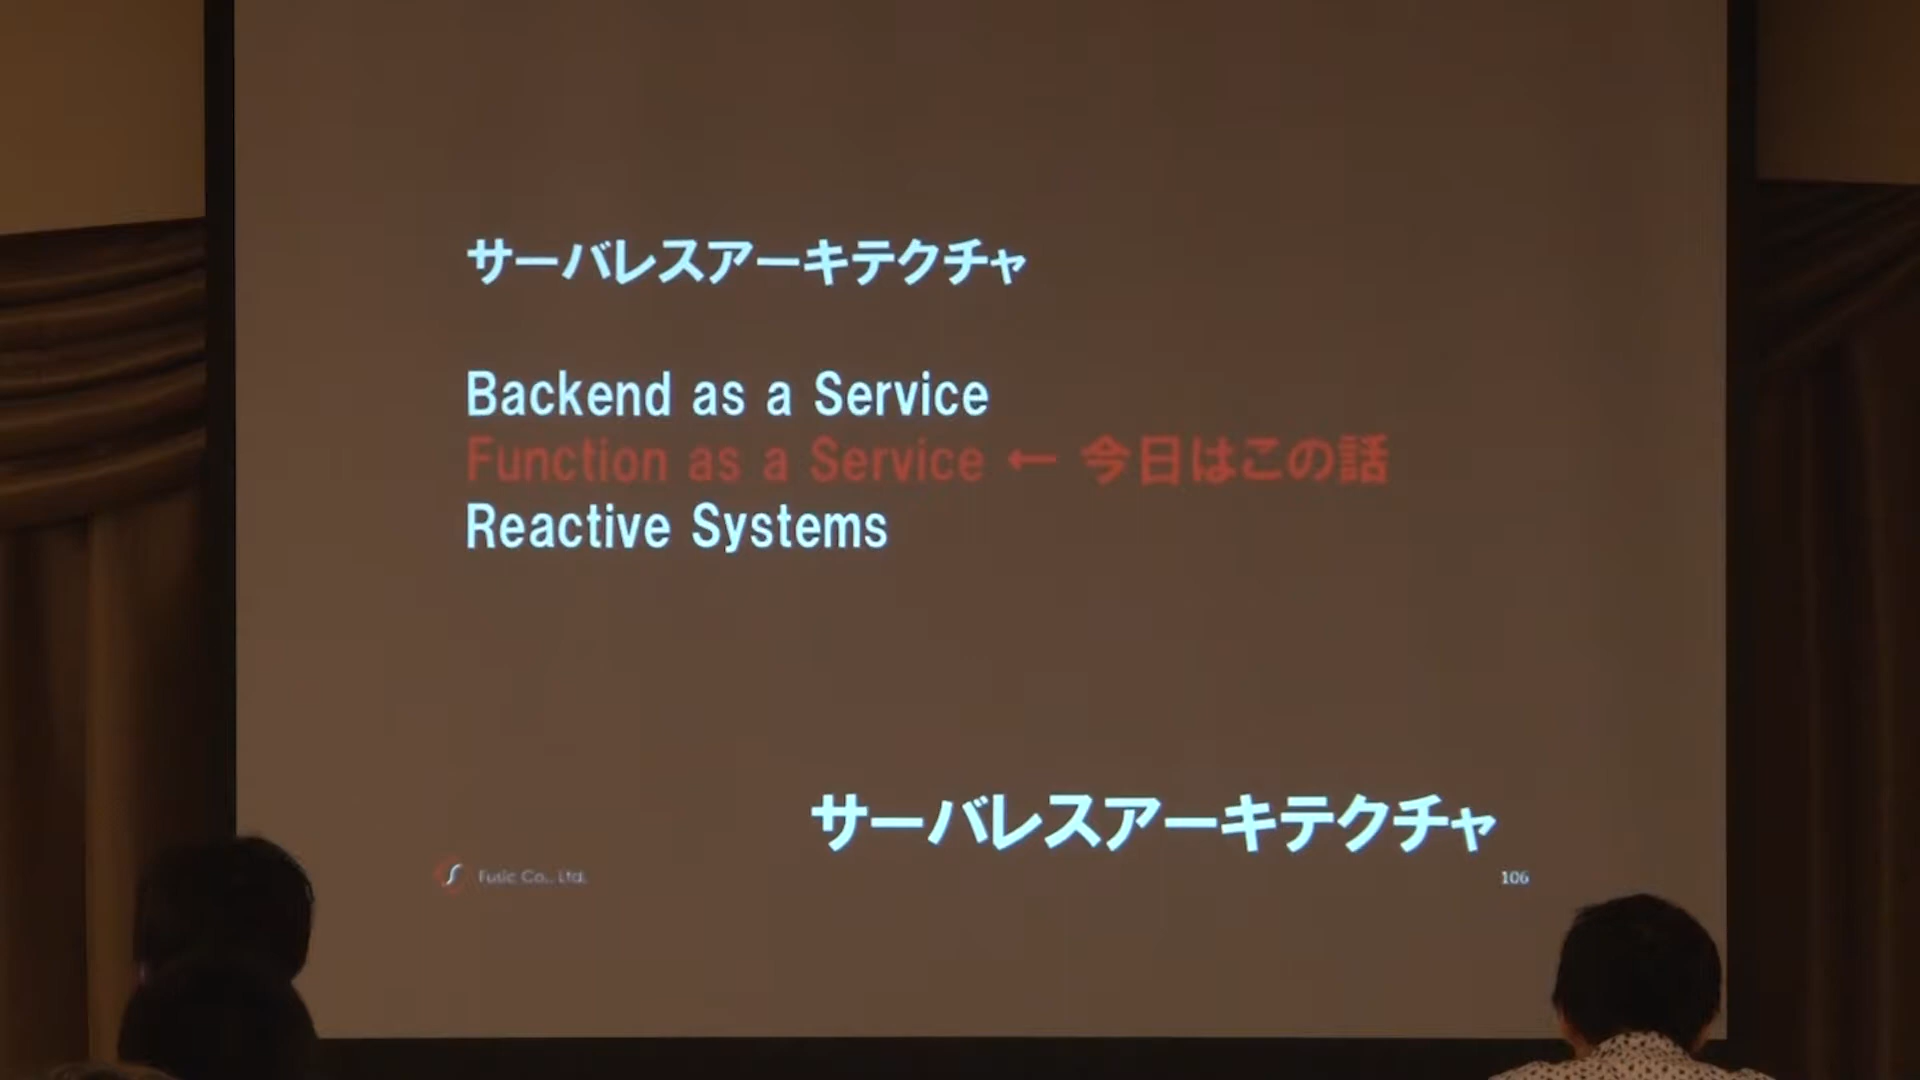 サーバレスアーキテクチャ
Backend as a Service
Function as a Service ← 今日はこの話
Reactive Systems
サーバレスアーキテクチャ
Fusic Co., Ltd.
106